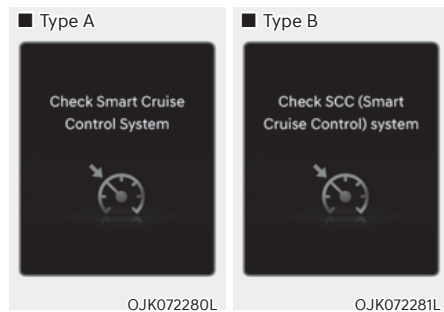 ■ Type A
Check Smart Cruise
Control System
OJK072280L
■ Type B
Check SCC (Smart
Cruise Control) system
OJK072281L